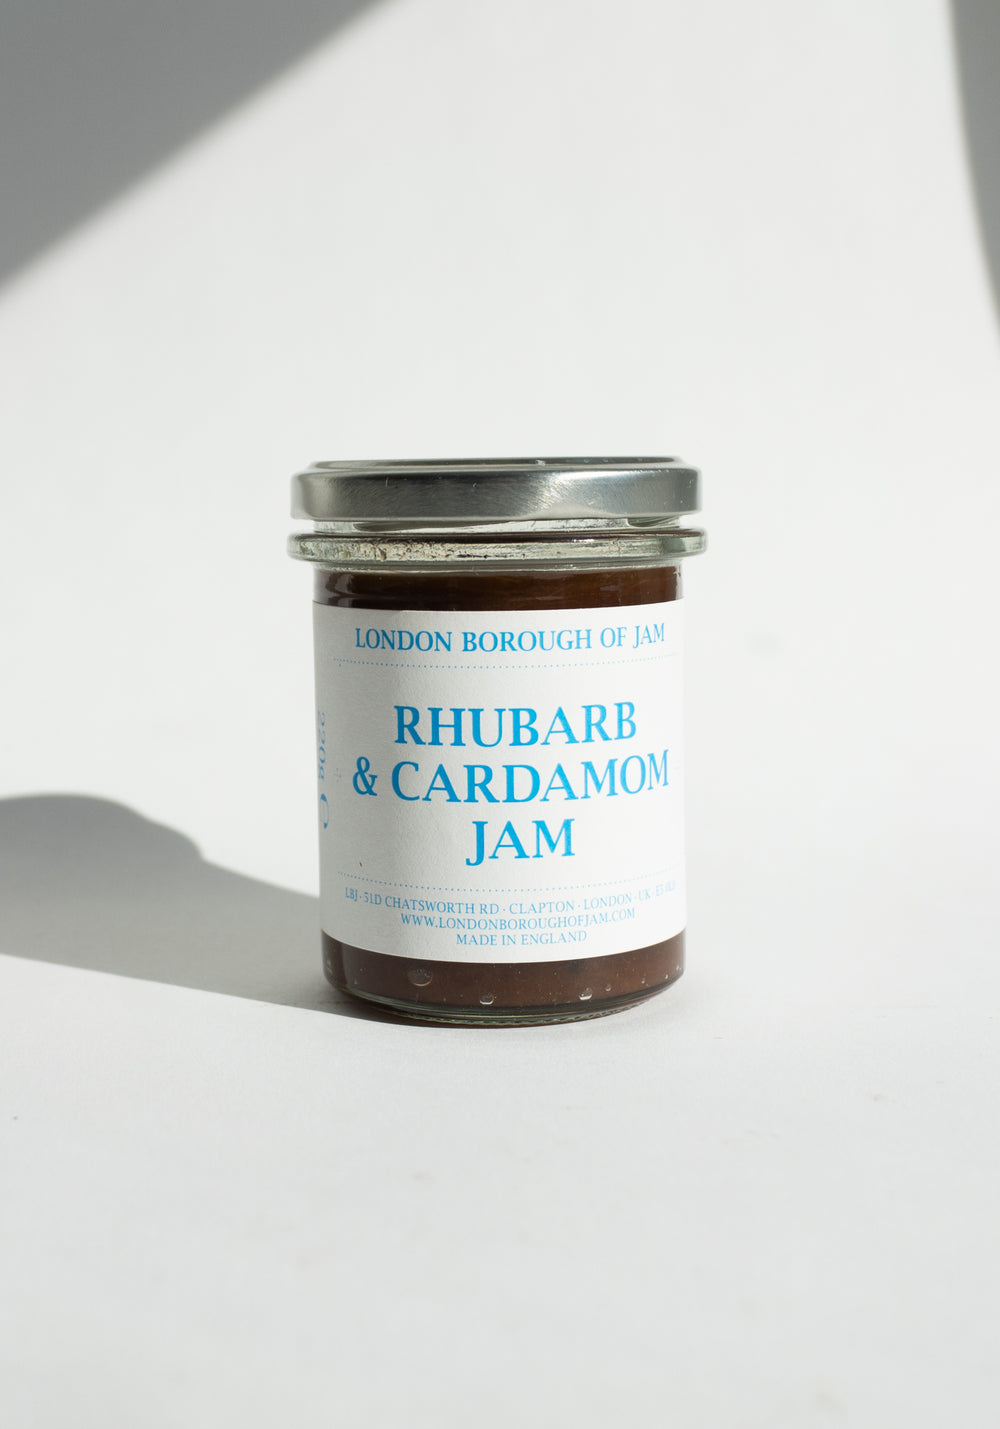 LONDON BOROUGH OF JAM
RHUBARB
& CARDAMOM
JAM
LBJ · 51D CHATSWORTH RD · CLAPTON · LONDON · UK ·
WWW.LONDONBOROUGHOFJAM.COM
MADE IN ENGLAND
220g